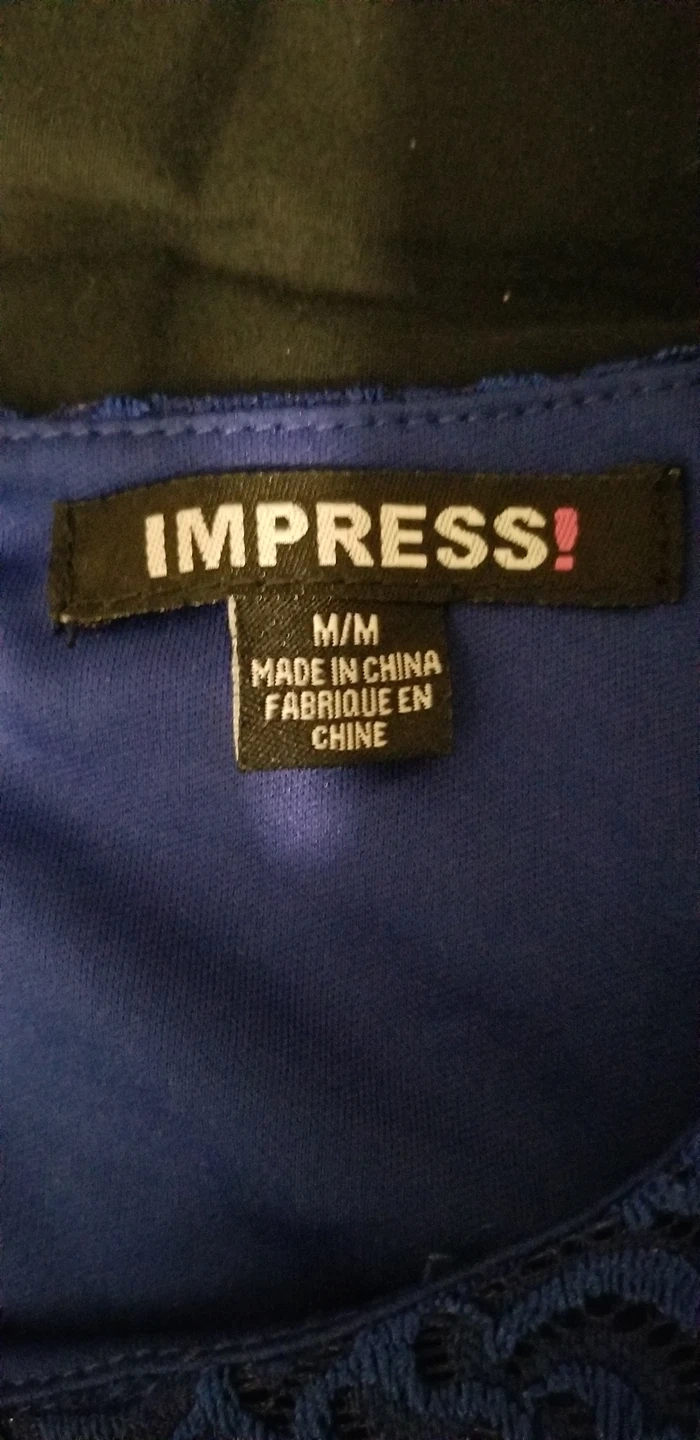 IMPRESS!
M/M
MADE IN CHINA
FABRIQUE EN
CHINE